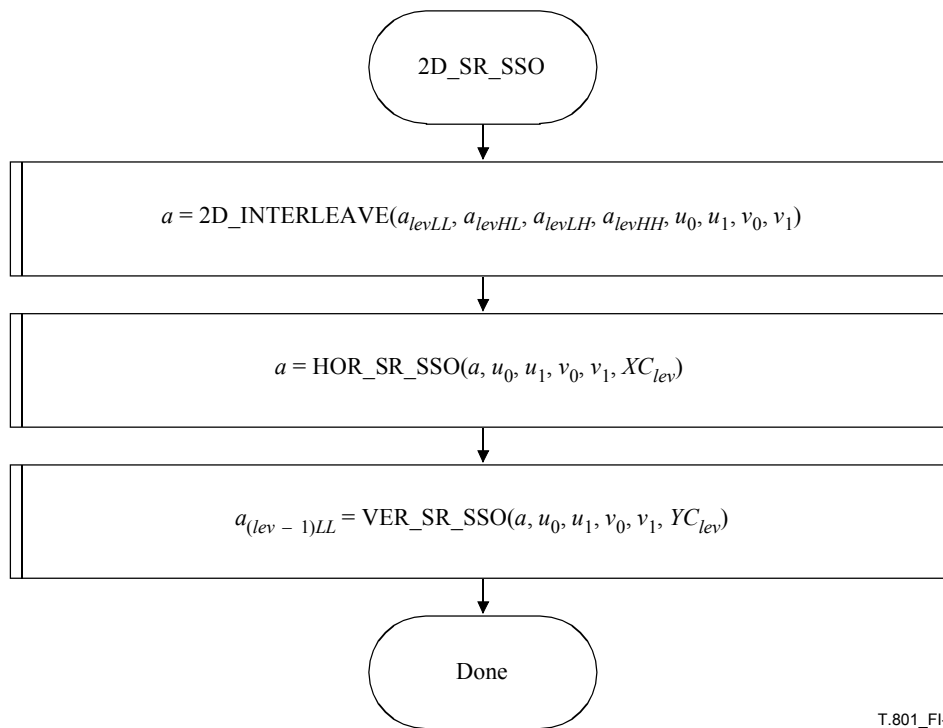 2D_SR_SSO
a = 2D_INTERLEAVE(a_levLL, a_levHL, a_levLH, a_levHH, u_0, u_1, v_0, v_1)
a = HOR_SR_SSO(a, u_0, u_1, v_0, v_1, XC_lev)
a_(lev – 1)LL = VER_SR_SSO(a, u_0, u_1, v_0, v_1, YC_lev)
Done